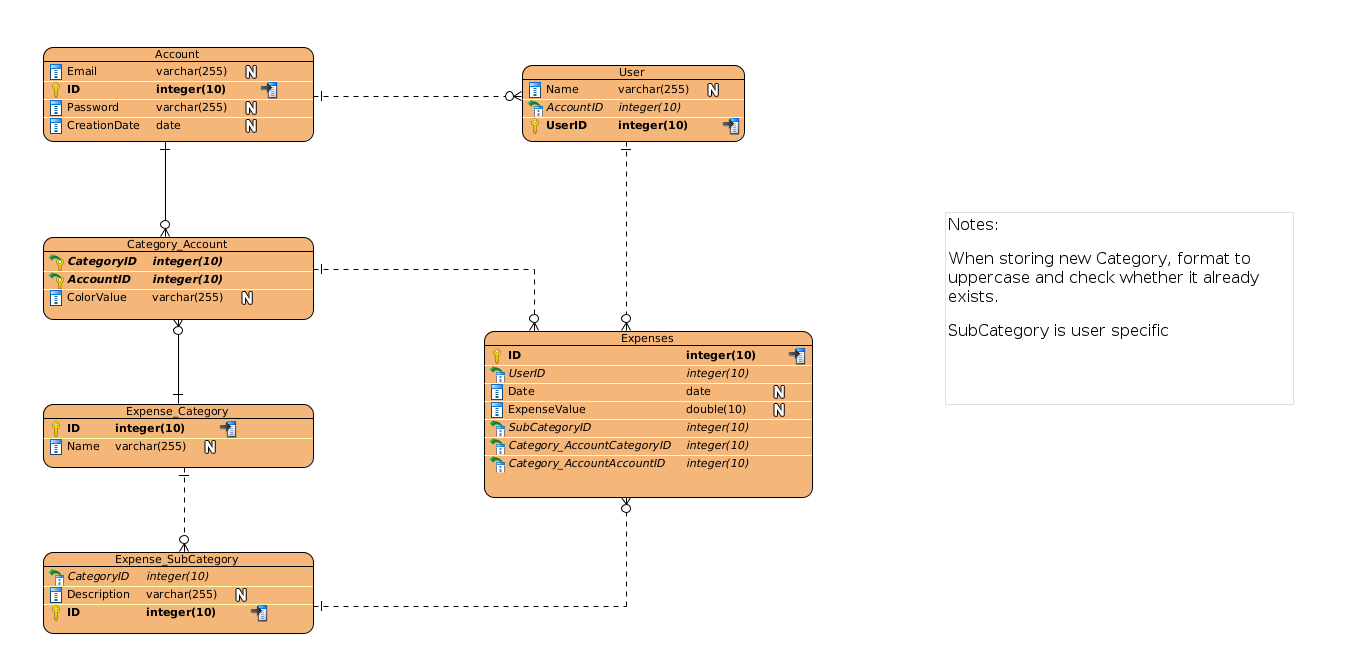 Account
Email varchar(255) N
ID integer(10)
Password varchar(255) N
CreationDate date N
User
Name varchar(255) N
AccountID integer(10)
UserID integer(10)
Category_Account
CategoryID integer(10)
AccountID integer(10)
ColorValue varchar(255) N
Expense_Category
ID integer(10)
Name varchar(255) N
Expense_SubCategory
CategoryID integer(10)
Description varchar(255) N
ID integer(10)
Expenses
ID integer(10)
UserID integer(10)
Date date N
ExpenseValue double(10) N
SubCategoryID integer(10)
Category_AccountCategoryID integer(10)
Category_AccountAccountID integer(10)
Notes:
When storing new Category, format to
uppercase and check whether it already
exists.
SubCategory is user specific